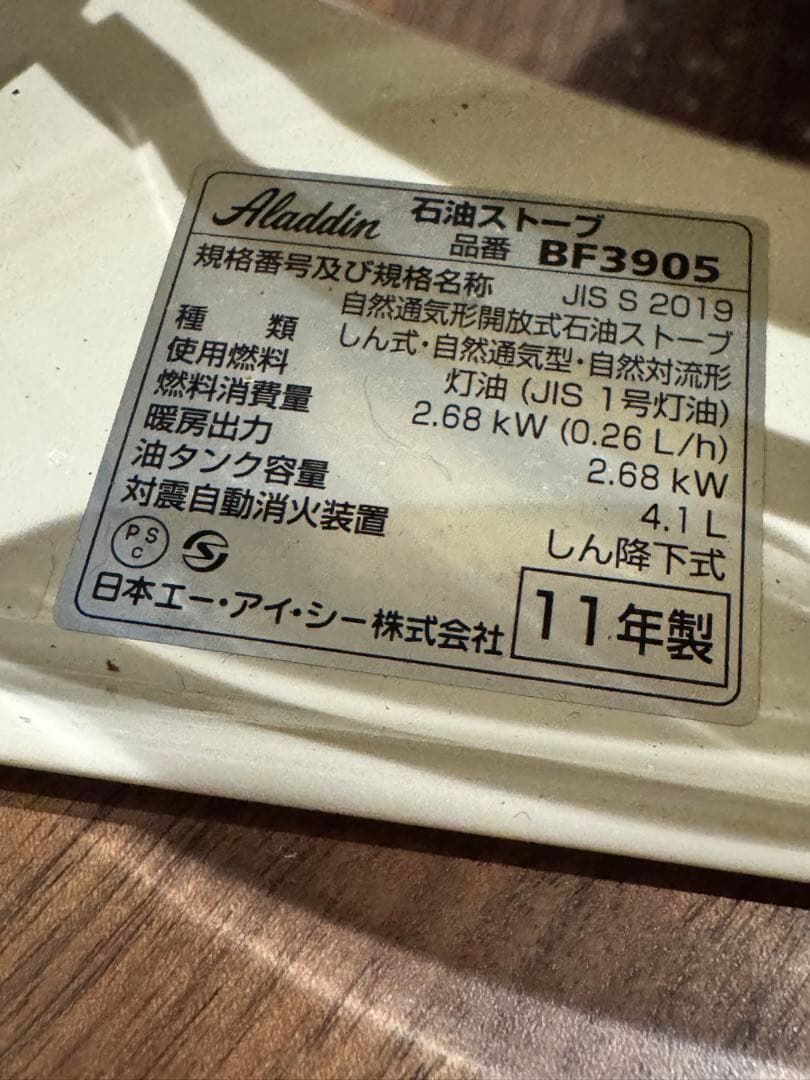 Aladdin 石油ストーブ
品番 BF3905
規格番号及び規格名称 JIS S 2019
自然通気形開放式石油ストーブ
種類 しん式・自然通気型・自然対流形
使用燃料 灯油 (JIS 1号灯油)
燃料消費量 2.68 kW (0.26 L/h)
暖房出力 2.68 kW
油タンク容量 4.1 L
対震自動消火装置 しん降下式
PS
C
日本エー・アイ・シー株式会社 11年製